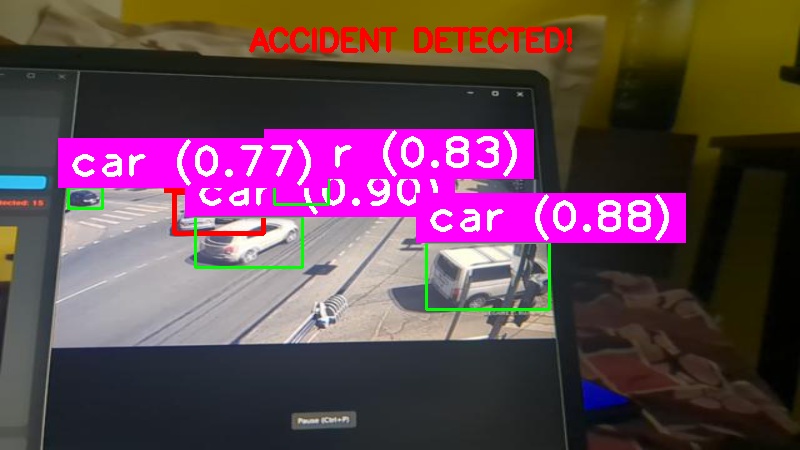 ACCIDENT DETECTED!
car (0.77) r (0.83)
car (0.90)
car (0.88)
Pause (Ctrl+P)